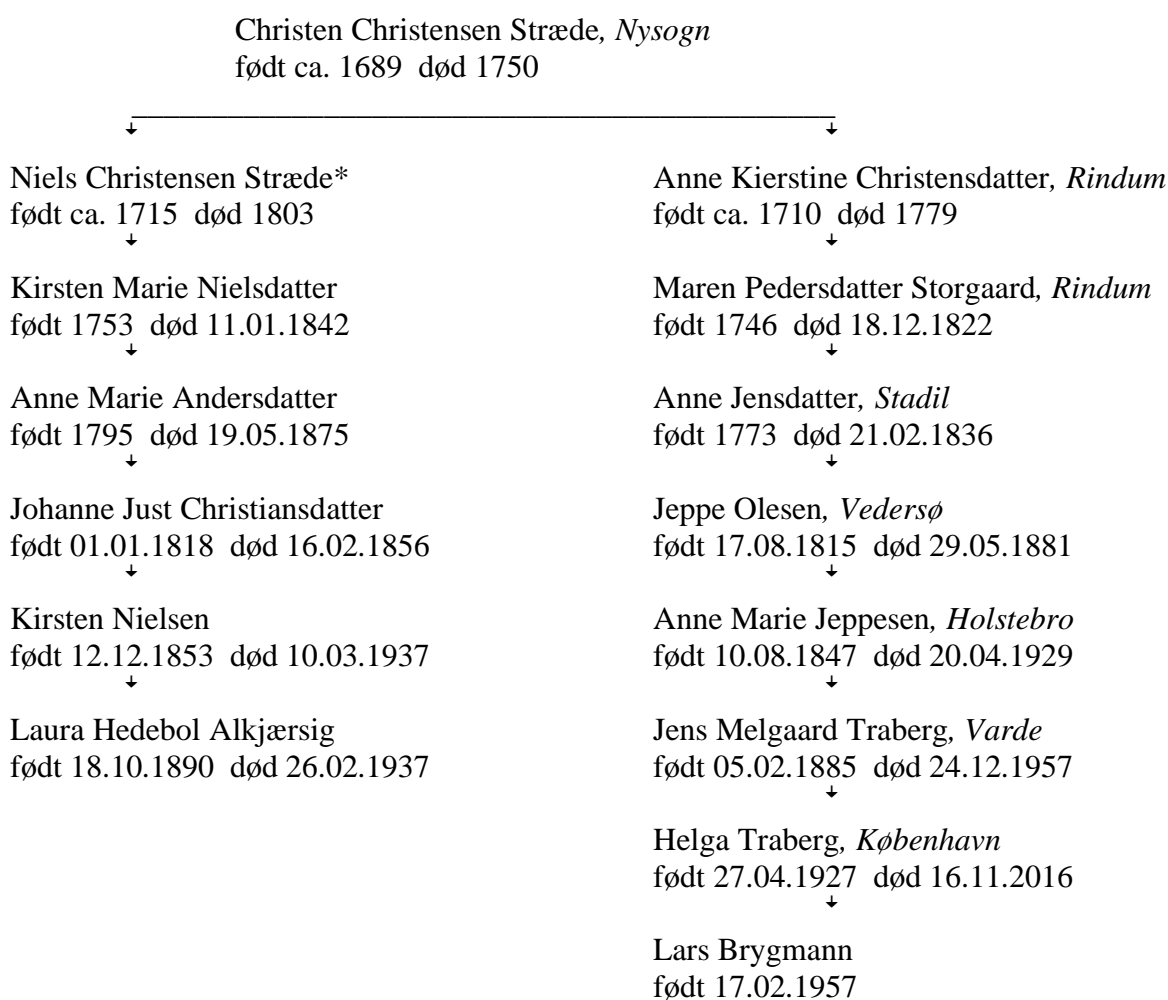 Christen Christensen Stræde, Nysogn
født ca. 1689 død 1750
Niels Christensen Stræde*
født ca. 1715 død 1803
Kirsten Marie Nielsdatter
født 1753 død 11.01.1842
Anne Marie Andersdatter
født 1795 død 19.05.1875
Johanne Just Christiansdatter
født 01.01.1818 død 16.02.1856
Kirsten Nielsen
født 12.12.1853 død 10.03.1937
Laura Hedebol Alkjærsig
født 18.10.1890 død 26.02.1937
Anne Kierstine Christensdatter, Rindum
født ca. 1710 død 1779
Maren Pedersdatter Storgaard, Rindum
født 1746 død 18.12.1822
Anne Jensdatter, Stadil
født 1773 død 21.02.1836
Jeppe Olesen, Vedersø
født 17.08.1815 død 29.05.1881
Anne Marie Jeppesen, Holstebro
født 10.08.1847 død 20.04.1929
Jens Melgaard Traberg, Varde
født 05.02.1885 død 24.12.1957
Helga Traberg, København
født 27.04.1927 død 16.11.2016
Lars Brygmann
født 17.02.1957